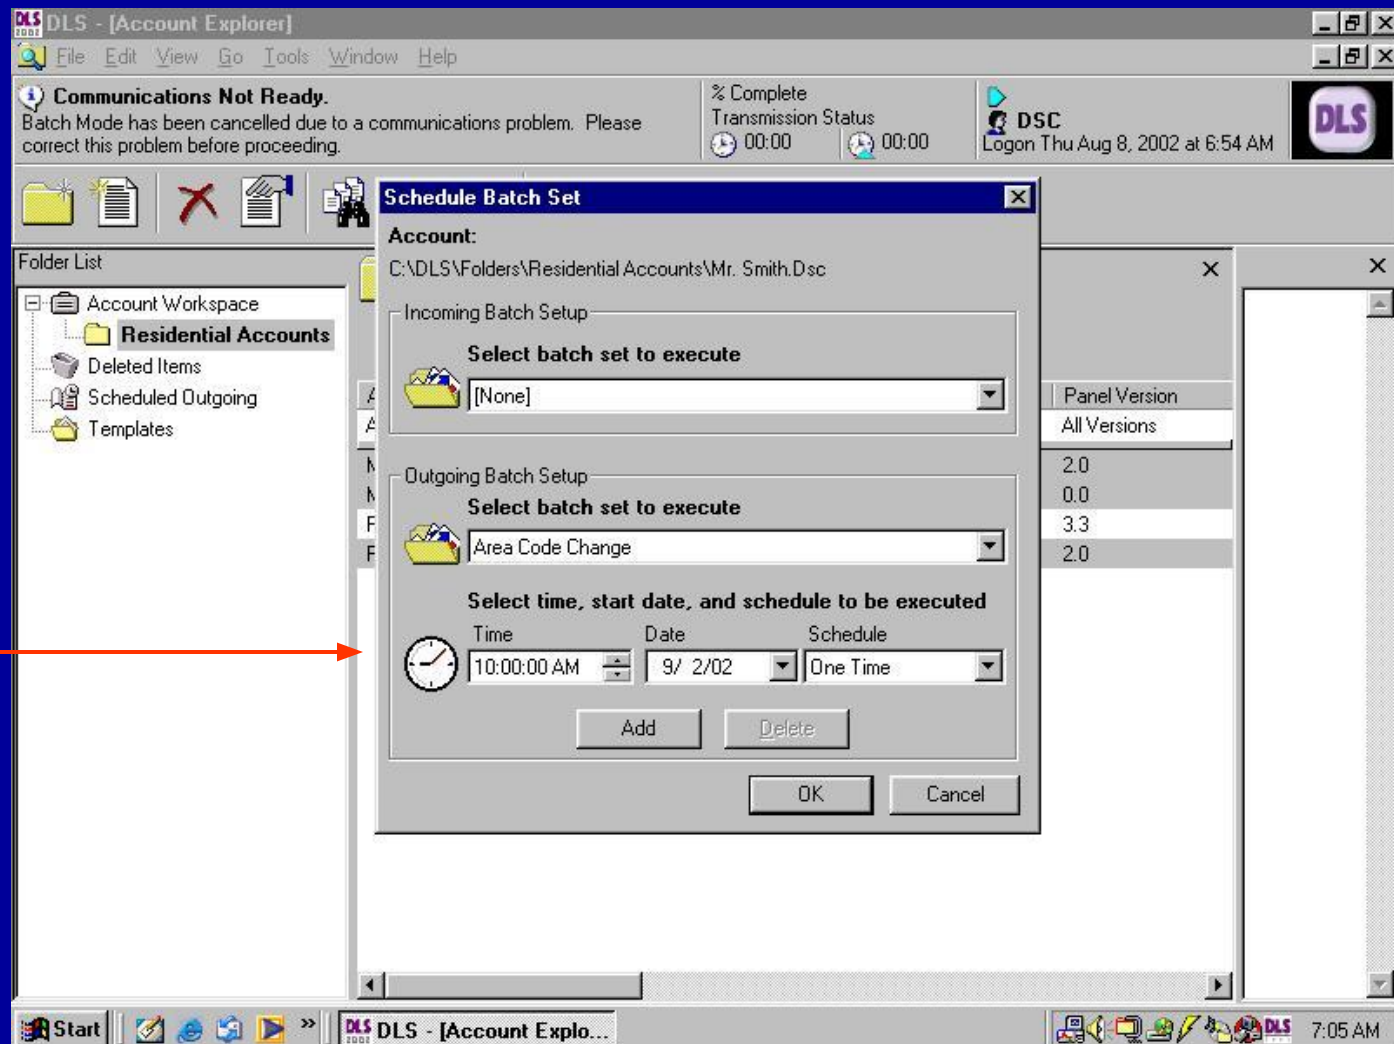 DLS 2002 DLS - [Account Explorer]
File Edit View Go Tools Window Help
Communications Not Ready.
Batch Mode has been cancelled due to a communications problem. Please
correct this problem before proceeding.
% Complete
Transmission Status
00:00 00:00
DSC
Logon Thu Aug 8, 2002 at 6:54 AM
DLS
Schedule Batch Set
Account:
C:\DLS\Folders\Residential Accounts\Mr. Smith.Dsc
Folder List
Account Workspace
Residential Accounts
Deleted Items
Scheduled Outgoing
Templates
Incoming Batch Setup
Select batch set to execute
[None]
Outgoing Batch Setup
Select batch set to execute
Area Code Change
Select time, start date, and schedule to be executed
Time Date Schedule
10:00:00 AM 9/ 2/02 One Time
Add Delete
OK Cancel
Panel Version
All Versions
2.0
0.0
3.3
2.0
Start
DLS DLS - [Account Explo...
DLS 7:05 AM